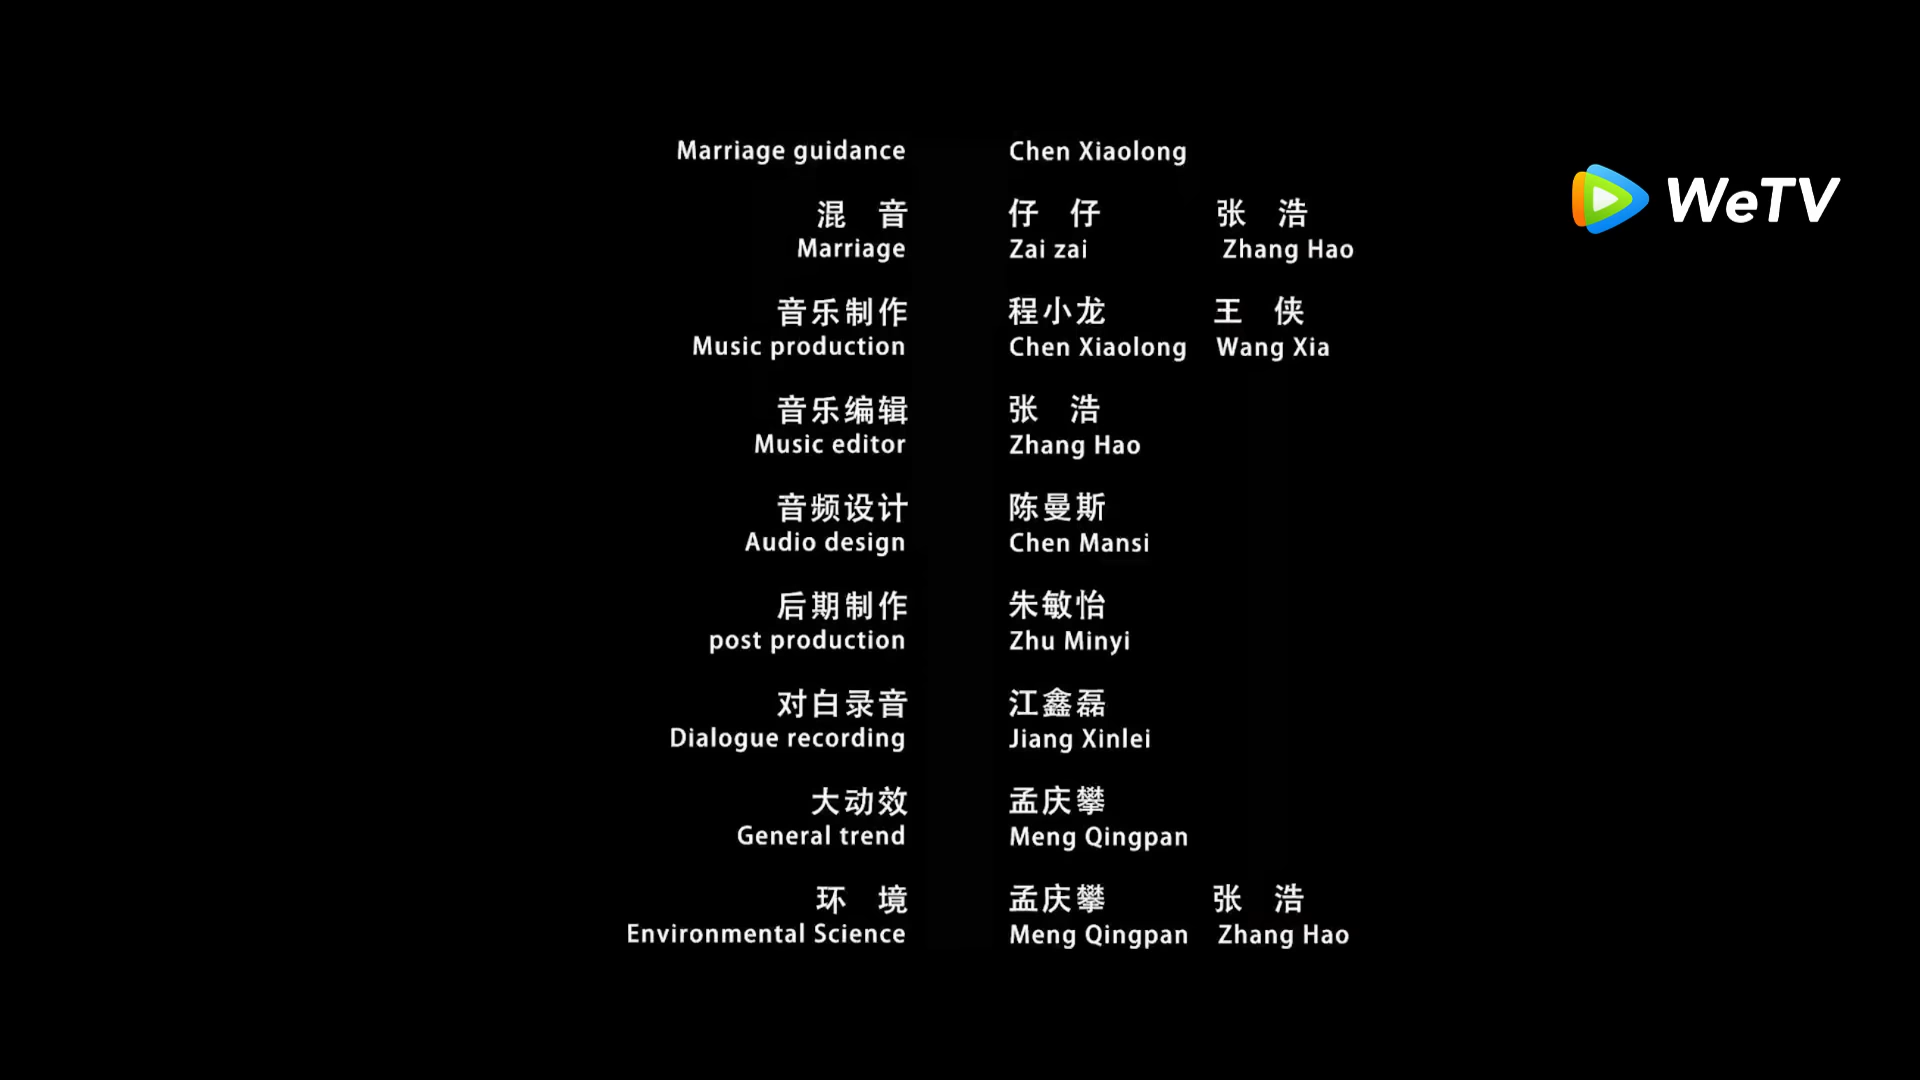 Marriage guidance Chen Xiaolong
WeTV
混 音 仔 仔 张 浩
Marriage Zai zai Zhang Hao
音乐制作 程小龙 王 侠
Music production Chen Xiaolong Wang Xia
音乐编辑 张 浩
Music editor Zhang Hao
音频设计 陈曼斯
Audio design Chen Mansi
后期制作 朱敏怡
post production Zhu Minyi
对白录音 江鑫磊
Dialogue recording Jiang Xinlei
大动效 孟庆攀
General trend Meng Qingpan
环 境 孟庆攀 张 浩
Environmental Science Meng Qingpan Zhang Hao